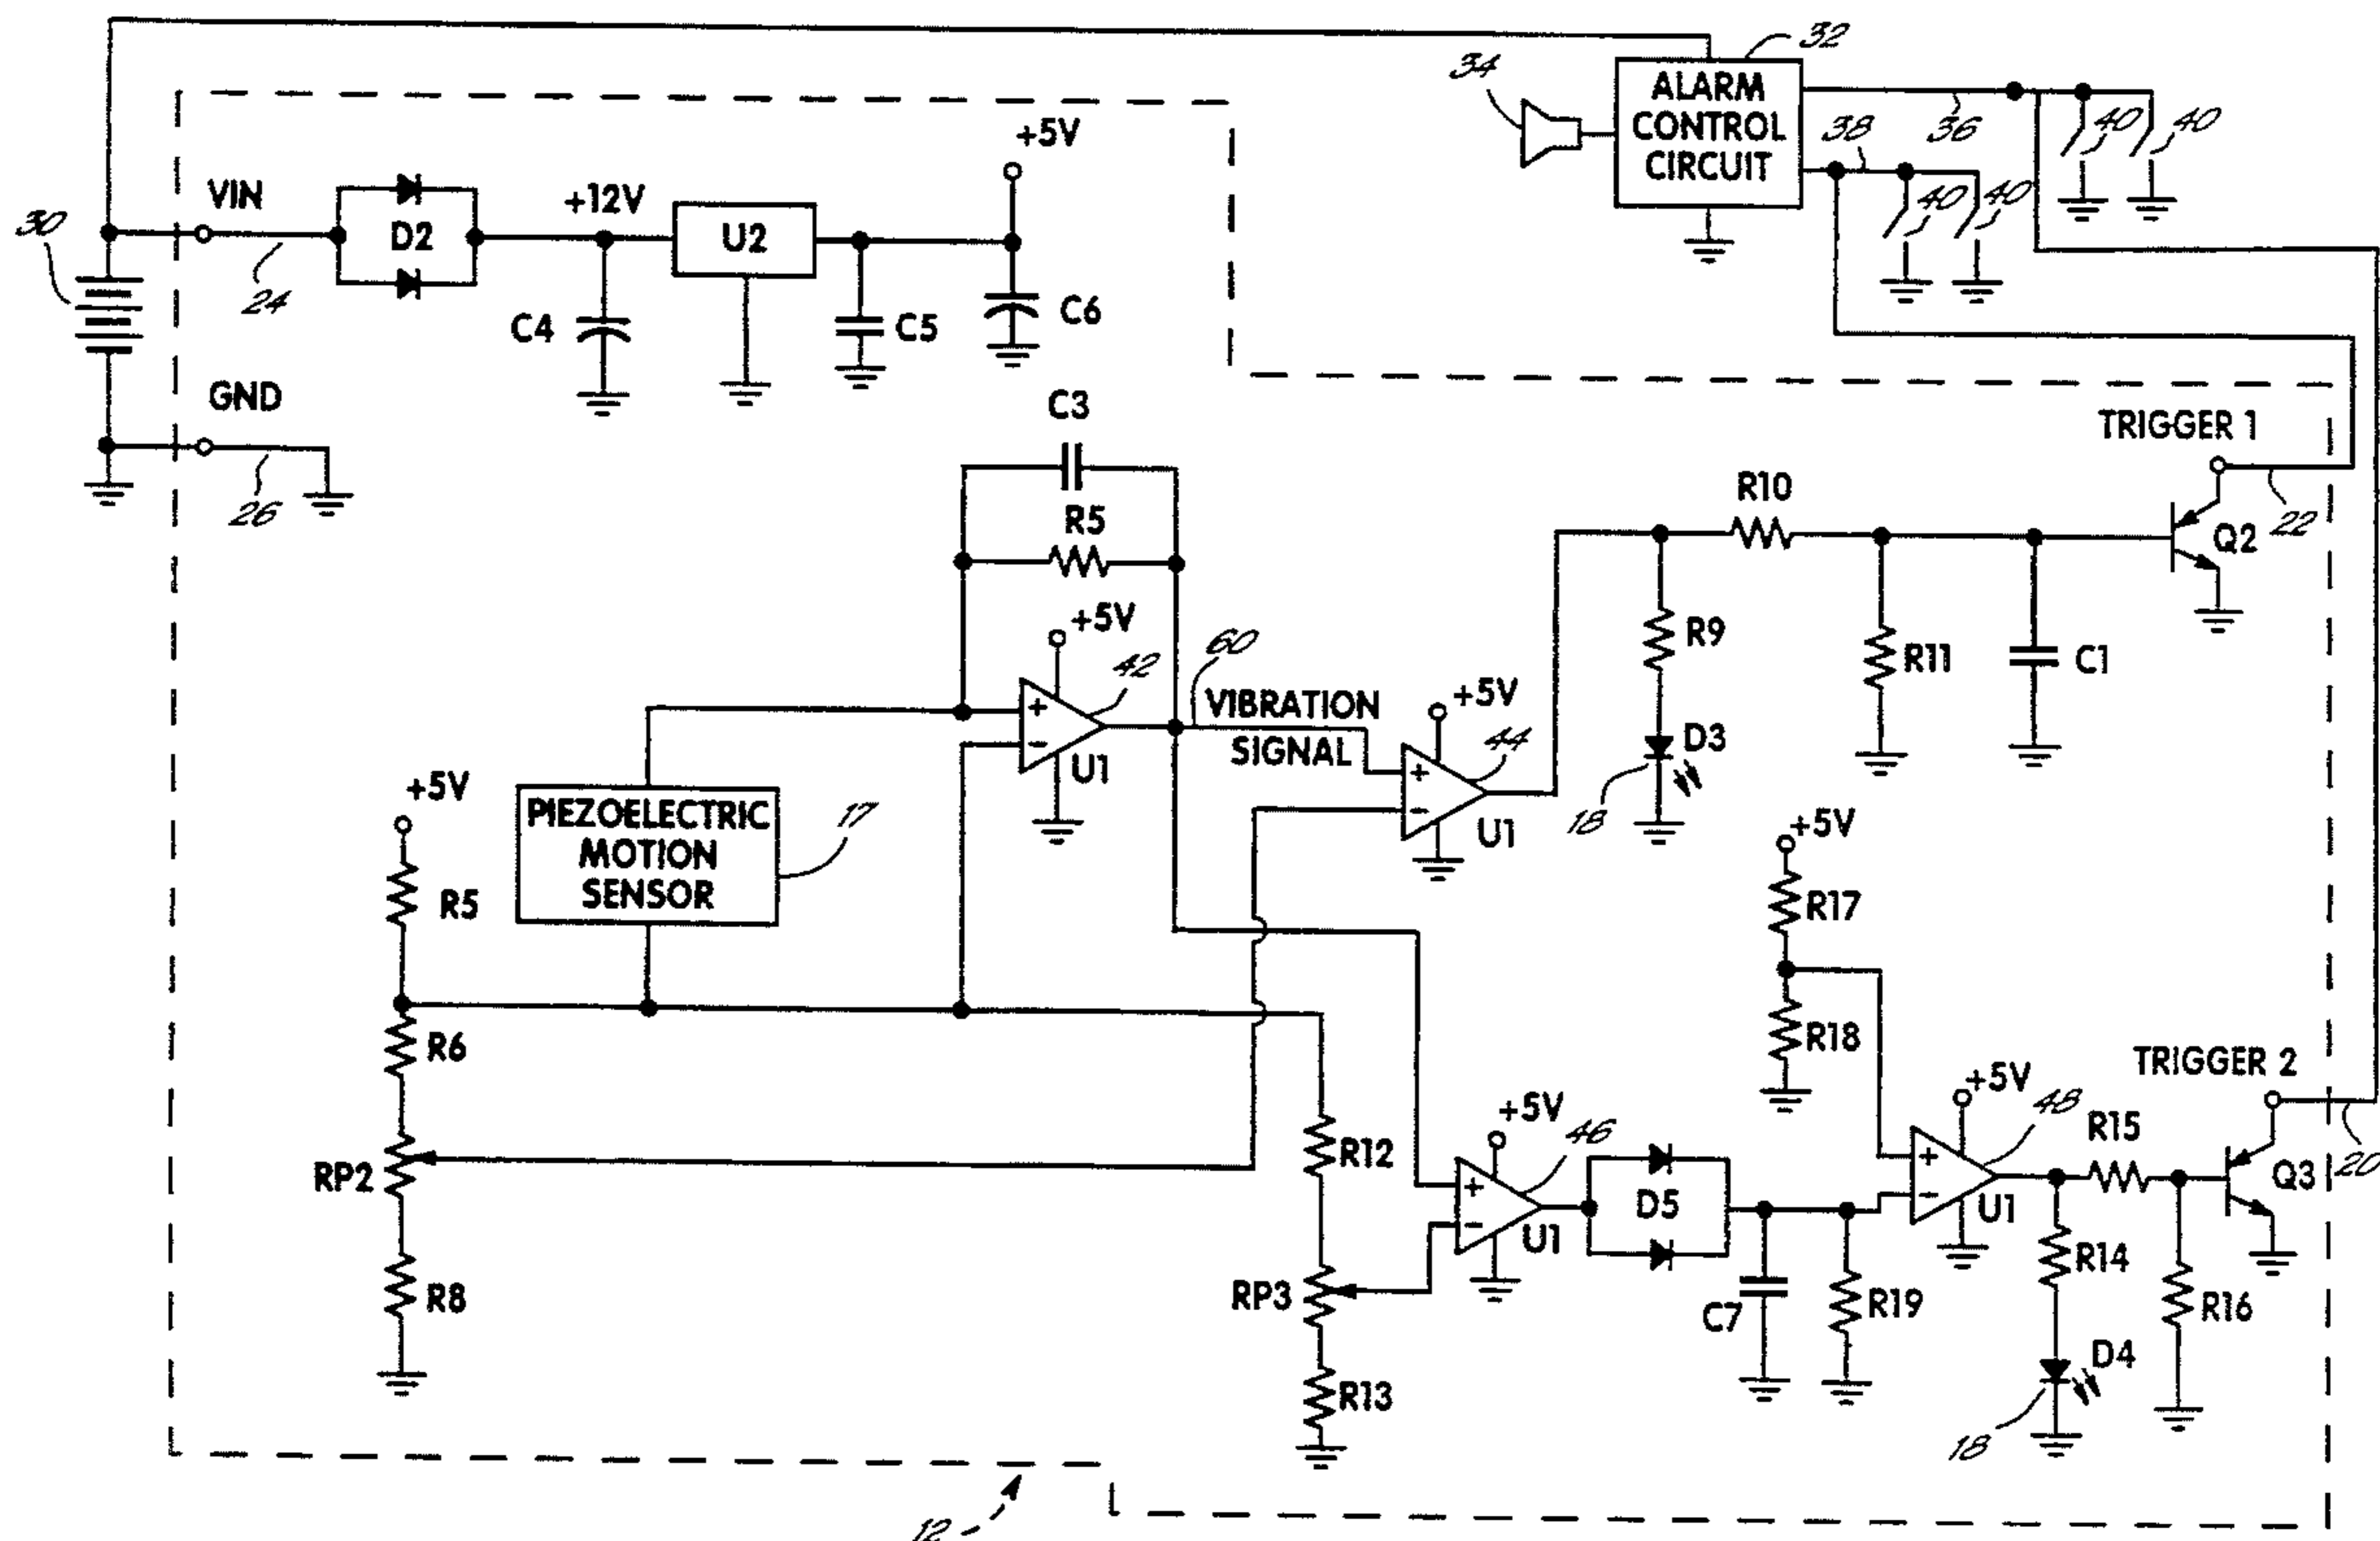 32
34
ALARM
CONTROL
CIRCUIT
36
40
40
38
40
40
+5V
VIN
D2
+12V
U2
30
24
C4
C5
C6
GND
26
C3
R5
TRIGGER 1
R10
Q2
22
+5V
42
60
VIBRATION
SIGNAL
R9
R11
C1
+5V
44
D3
U1
18
U1
+5V
PIEZOELECTRIC
MOTION
SENSOR
17
R5
+5V
R17
R18
R6
TRIGGER 2
+5V
48
R15
+5V
46
R12
RP2
D5
Q3
20
U1
U1
R14
RP3
C7
R19
R16
R8
D4
R13
18
12